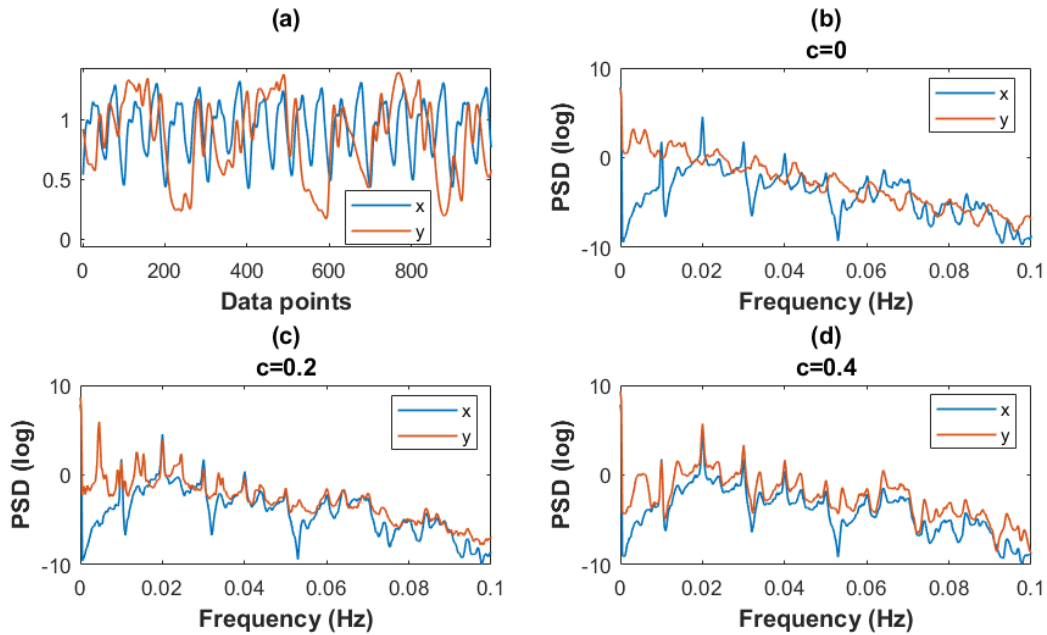 (a)
1
0.5
0
0
200
400
600
800
x
y
Data points
(b)
c=0
PSD (log)
10
0
-10
0
0.02
0.04
0.06
0.08
0.1
x
y
Frequency (Hz)
(c)
c=0.2
PSD (log)
10
0
-10
0
0.02
0.04
0.06
0.08
0.1
x
y
Frequency (Hz)
(d)
c=0.4
PSD (log)
10
0
-10
0
0.02
0.04
0.06
0.08
0.1
x
y
Frequency (Hz)